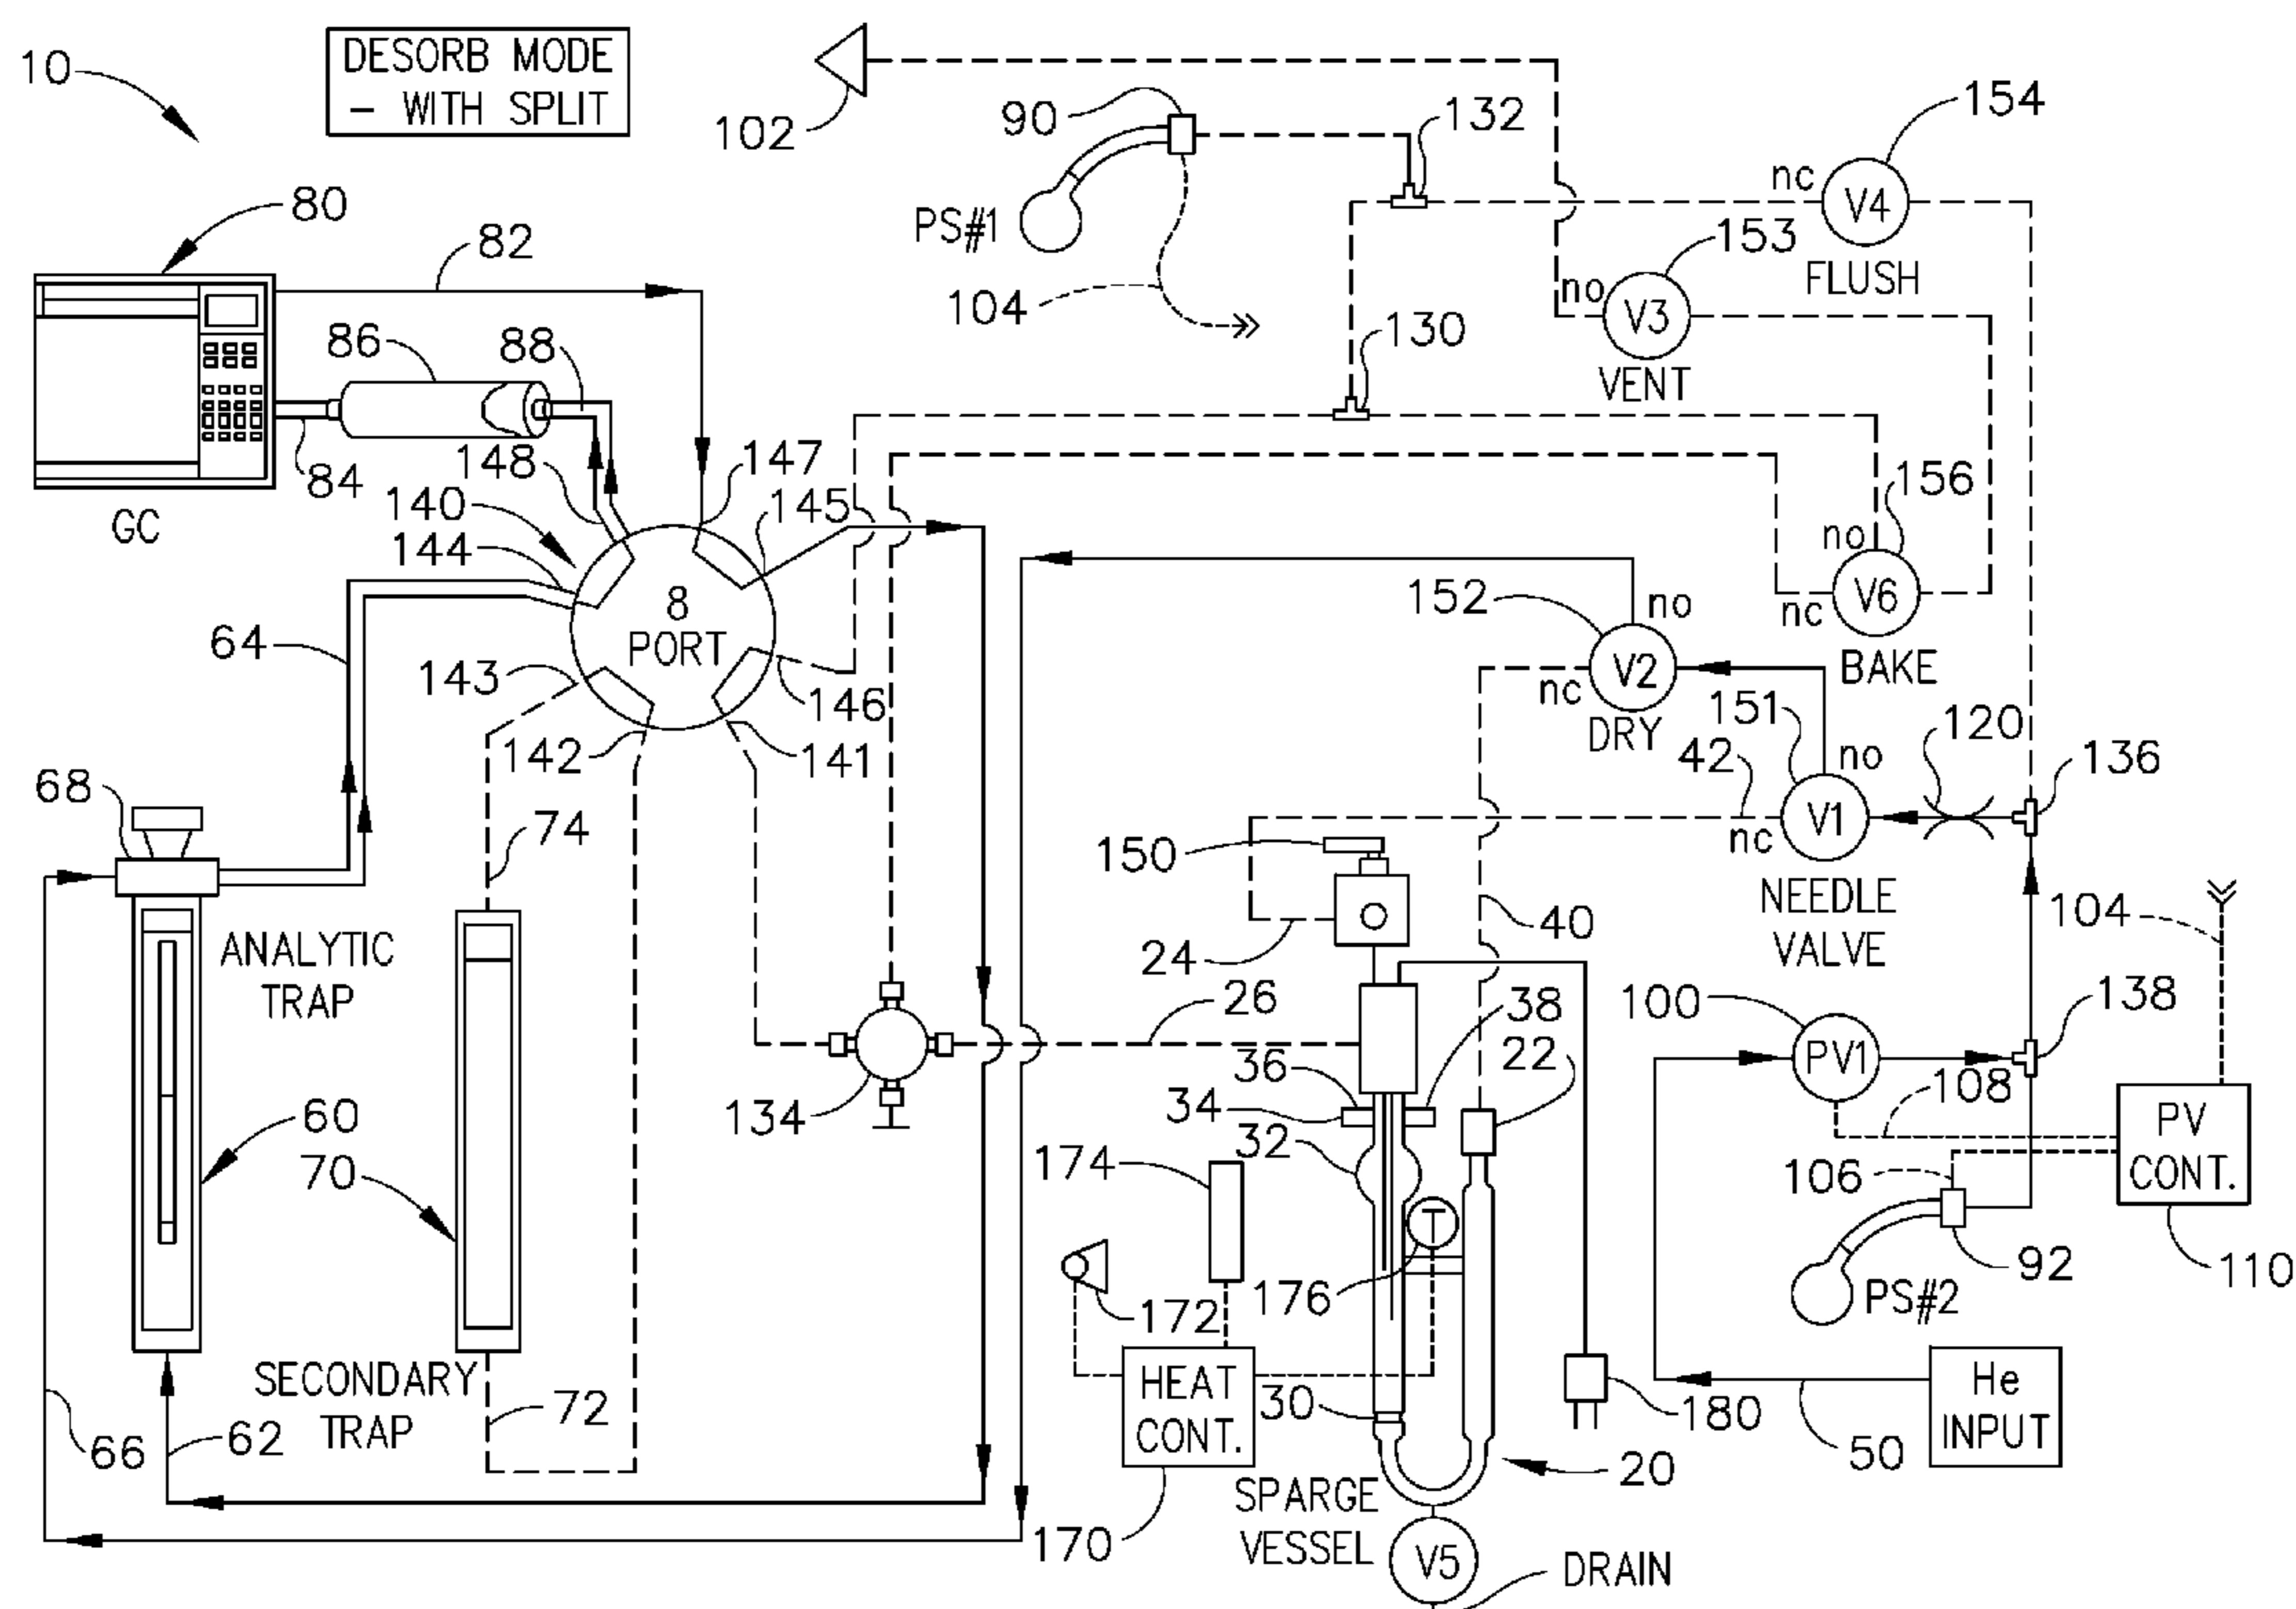 10
DESORB MODE
- WITH SPLIT
102
90
132
154
nc
V4
PS#1
104
153
FLUSH
no
V3
80
82
130
VENT
86
88
84
148
147
145
156
GC
140
144
no
V6
nc
BAKE
152
no
V2
nc
DRY
8
PORT
64
143
142
141
146
151
no
120
136
42
V1
nc
NEEDLE
VALVE
68
74
150
24
40
104
ANALYTIC
TRAP
26
38
22
100
138
PV1
108
36
34
32
134
PV
CONT.
106
60
70
174
176
92
110
172
PS#2
SECONDARY
TRAP
72
HEAT
CONT.
30
180
He
INPUT
66
62
50
20
SPARGE
VESSEL
170
V5
DRAIN